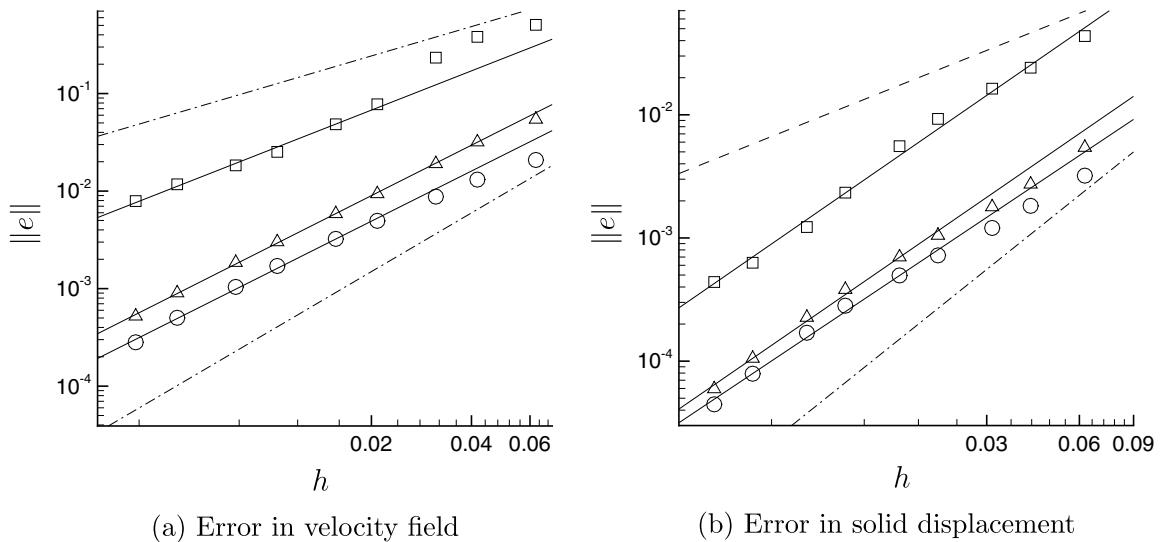 10⁻¹
10⁻²
10⁻³
10⁻⁴
‖e‖
0.02 0.04 0.06
h
(a) Error in velocity field
10⁻²
10⁻³
10⁻⁴
‖e‖
0.03 0.06 0.09
h
(b) Error in solid displacement